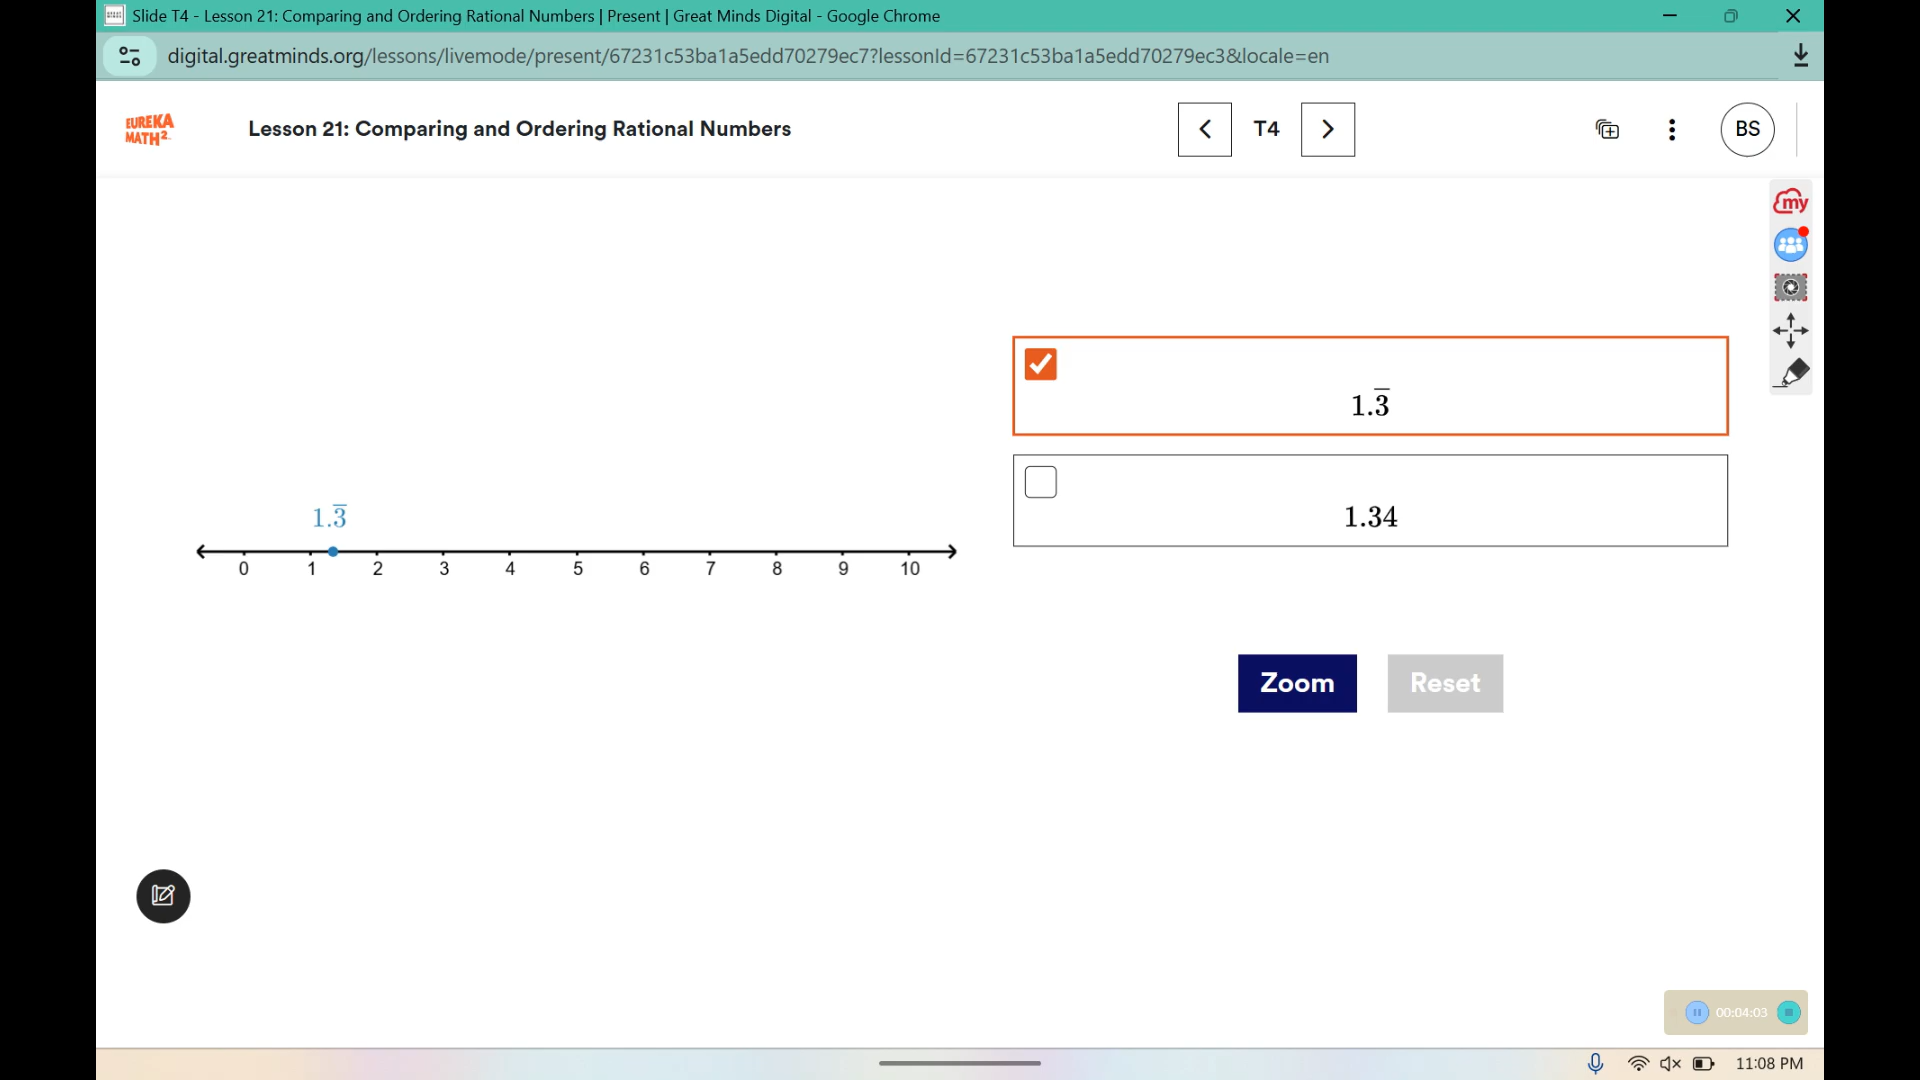 Slide T4 - Lesson 21: Comparing and Ordering Rational Numbers | Present | Great Minds Digital - Google Chrome
digital.greatminds.org/lessons/livemode/present/67231c53ba1a5edd70279ec7?lessonId=67231c53ba1a5edd70279ec3&locale=en
EUREKA
MATH²
Lesson 21: Comparing and Ordering Rational Numbers
T4
BS
my
1.3̅
1.34
1.3̅
0 1 2 3 4 5 6 7 8 9 10
Zoom Reset
00:04:03
11:08 PM